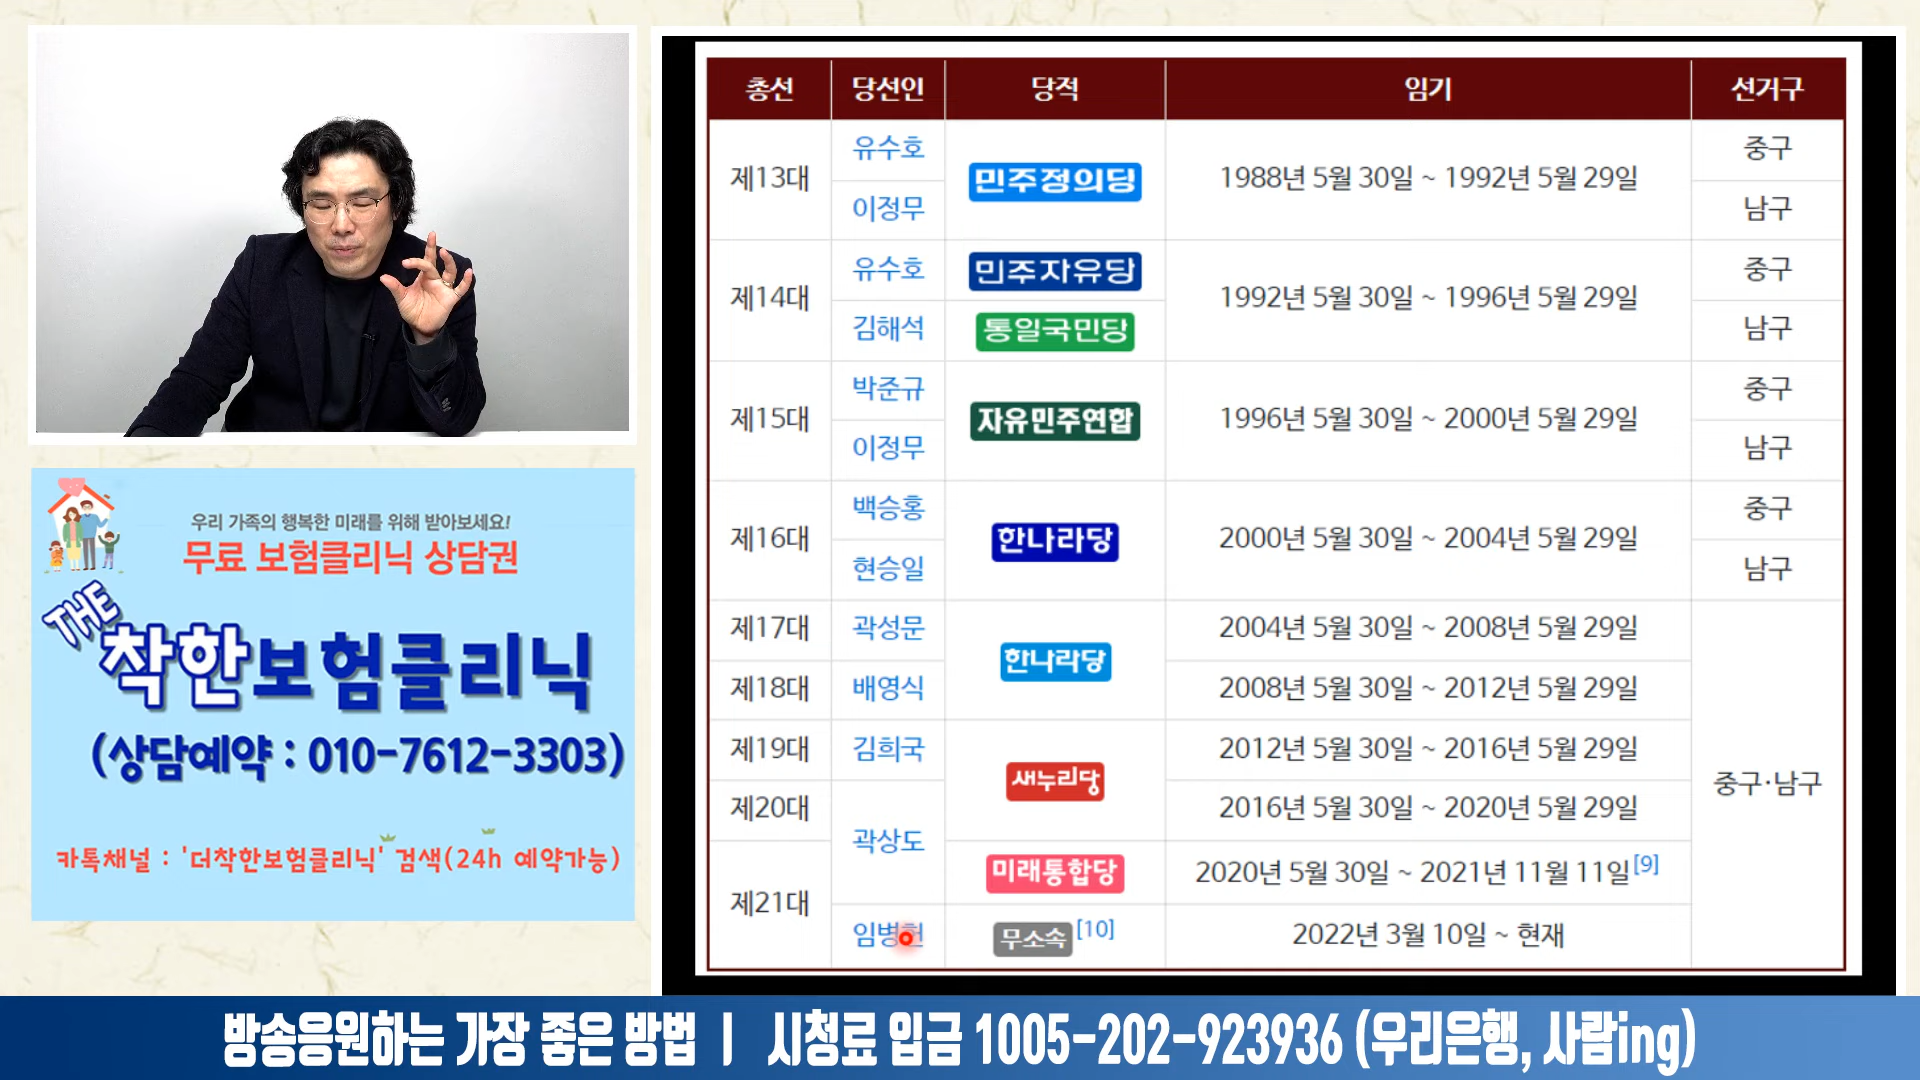 총선 당선인 당적 임기 선거구
제13대 유수호 민주정의당 1988년 5월 30일 ~ 1992년 5월 29일 중구
이정무 남구
제14대 유수호 민주자유당 1992년 5월 30일 ~ 1996년 5월 29일 중구
김해석 통일국민당 남구
제15대 박준규 자유민주연합 1996년 5월 30일 ~ 2000년 5월 29일 중구
이정무 남구
제16대 백승홍 한나라당 2000년 5월 30일 ~ 2004년 5월 29일 중구
현승일 남구
제17대 곽성문 한나라당 2004년 5월 30일 ~ 2008년 5월 29일 중구·남구
제18대 배영식 2008년 5월 30일 ~ 2012년 5월 29일
제19대 김희국 새누리당 2012년 5월 30일 ~ 2016년 5월 29일
제20대 곽상도 2016년 5월 30일 ~ 2020년 5월 29일
제21대 미래통합당 2020년 5월 30일 ~ 2021년 11월 11일[9]
임병헌 무소속[10] 2022년 3월 10일 ~ 현재
우리 가족의 행복한 미래를 위해 받아보세요!
무료 보험클리닉 상담권
THE 착한보험클리닉
(상담예약 : 010-7612-3303)
카톡채널 : '더착한보험클리닉' 검색(24h 예약가능)
방송응원하는 가장 좋은 방법 ㅣ 시청료 입금 1005-202-923936 (우리은행, 사람ing)